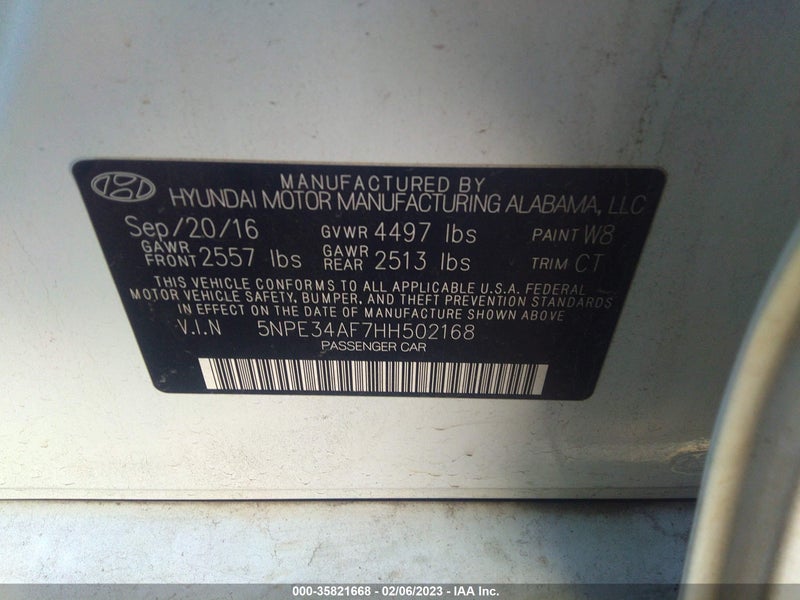 MANUFACTURED BY
HYUNDAI MOTOR MANUFACTURING ALABAMA, LLC
Sep/20/16 GVWR 4497 lbs PAINT W8
GAWR FRONT 2557 lbs GAWR REAR 2513 lbs TRIM CT
THIS VEHICLE CONFORMS TO ALL APPLICABLE U.S.A. FEDERAL
MOTOR VEHICLE SAFETY, BUMPER, AND THEFT PREVENTION STANDARDS
IN EFFECT ON THE DATE OF MANUFACTURE SHOWN ABOVE.
V.I.N 5NPE34AF7HH502168
PASSENGER CAR
000-35821668 - 02/06/2023 - IAA Inc.